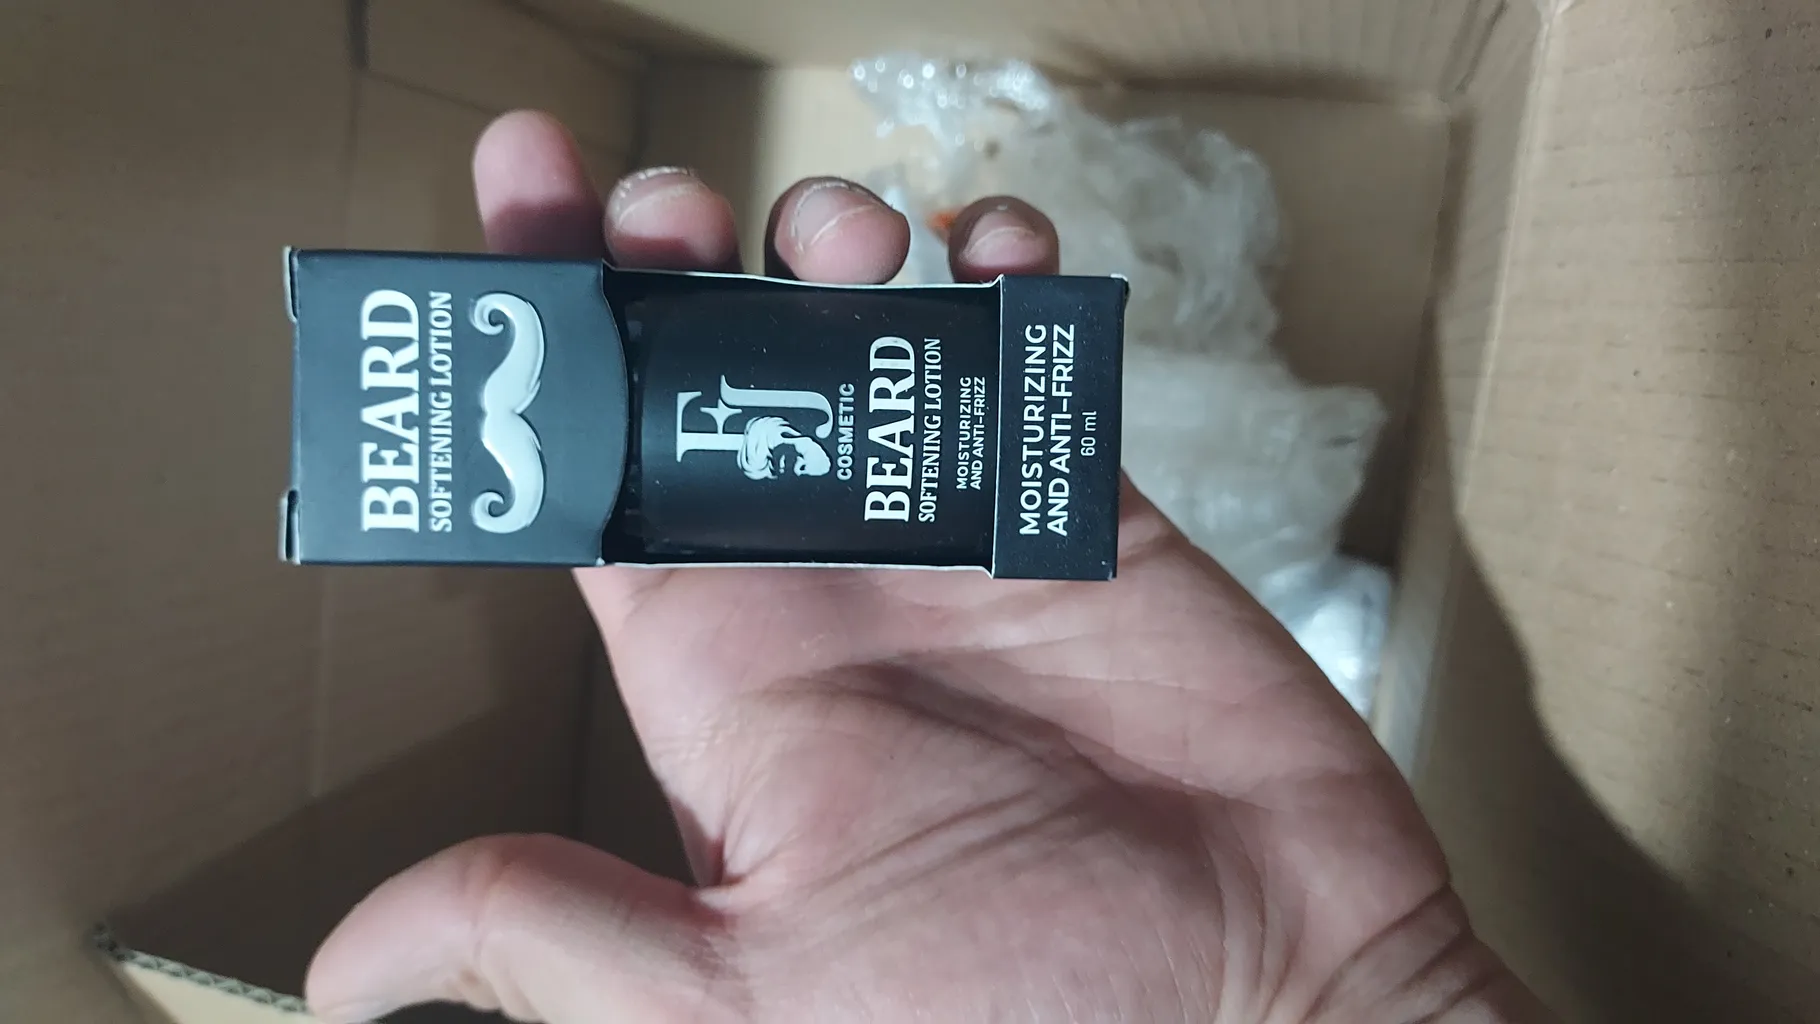 BEARD
SOFTENING LOTION
FJ
COSMETIC
BEARD
SOFTENING LOTION
MOISTURIZING
AND ANTI-FRIZZ
MOISTURIZING
AND ANTI-FRIZZ
60 ml